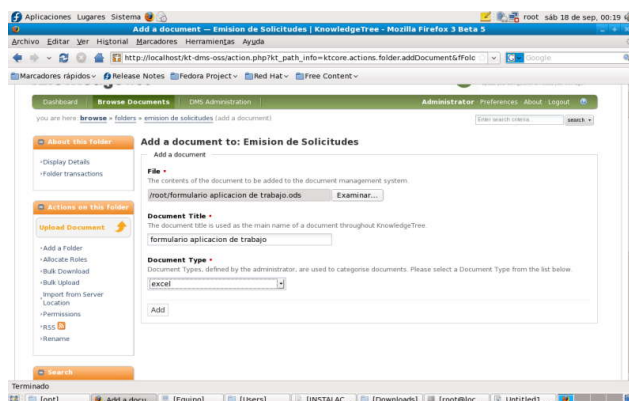 Aplicaciones Lugares Sistema root sáb 18 de sep, 00:19
Add a document — Emision de Solicitudes | KnowledgeTree - Mozilla Firefox 3 Beta 5
Archivo Editar Ver Historial Marcadores Herramientas Ayuda
http://localhost/kt-dms-oss/action.php?kt_path_info=ktcore.actions.folder.addDocument&fFolc Google
Marcadores rápidos Release Notes Fedora Project Red Hat Free Content
Dashboard Browse Documents DMS Administration Administrator Preferences About Logout
you are here: browse » folders » emision de solicitudes (add a document) Enter search criteria search
About this folder
Display Details
Folder transactions
Actions on this Folder
Upload Document
Add a Folder
Allocate Roles
Bulk Download
Bulk Upload
Import from Server
Location
Permissions
RSS
Rename
Search
Add a document to: Emision de Solicitudes
Add a document
File •
The contents of the document to be added to the document management system.
/root/formulario aplicacion de trabajo.ods Examinar...
Document Title •
The document title is used as the main name of a document throughout KnowledgeTree
formulario aplicacion de trabajo
Document Type •
Document Types, defined by the administrator, are used to categorise documents. Please select a Document Type from the list below.
excel
Add
Terminado
[opt] Add a docu... [Equipo] [Users] [INSTALAC... [Downloads] [root@loc... Untitled1